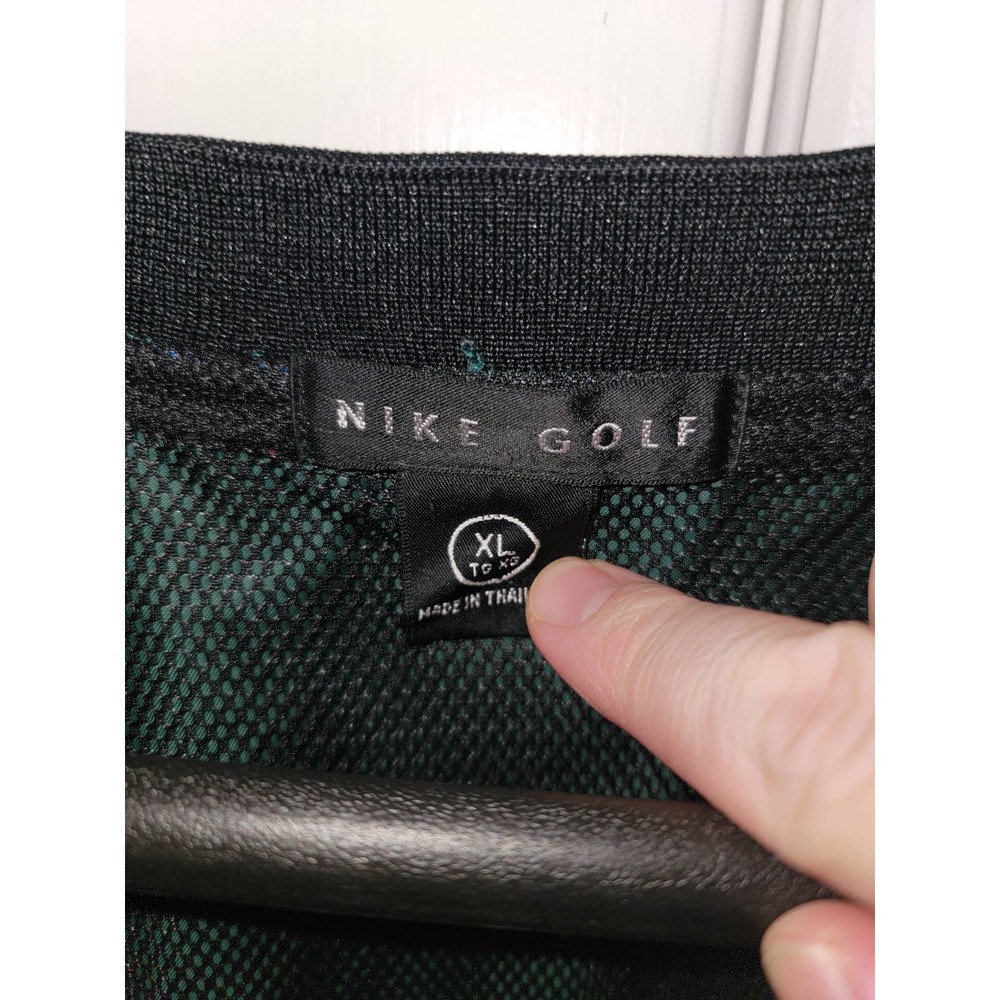 NIKE GOLF
XL
TG XG
MADE IN THAI